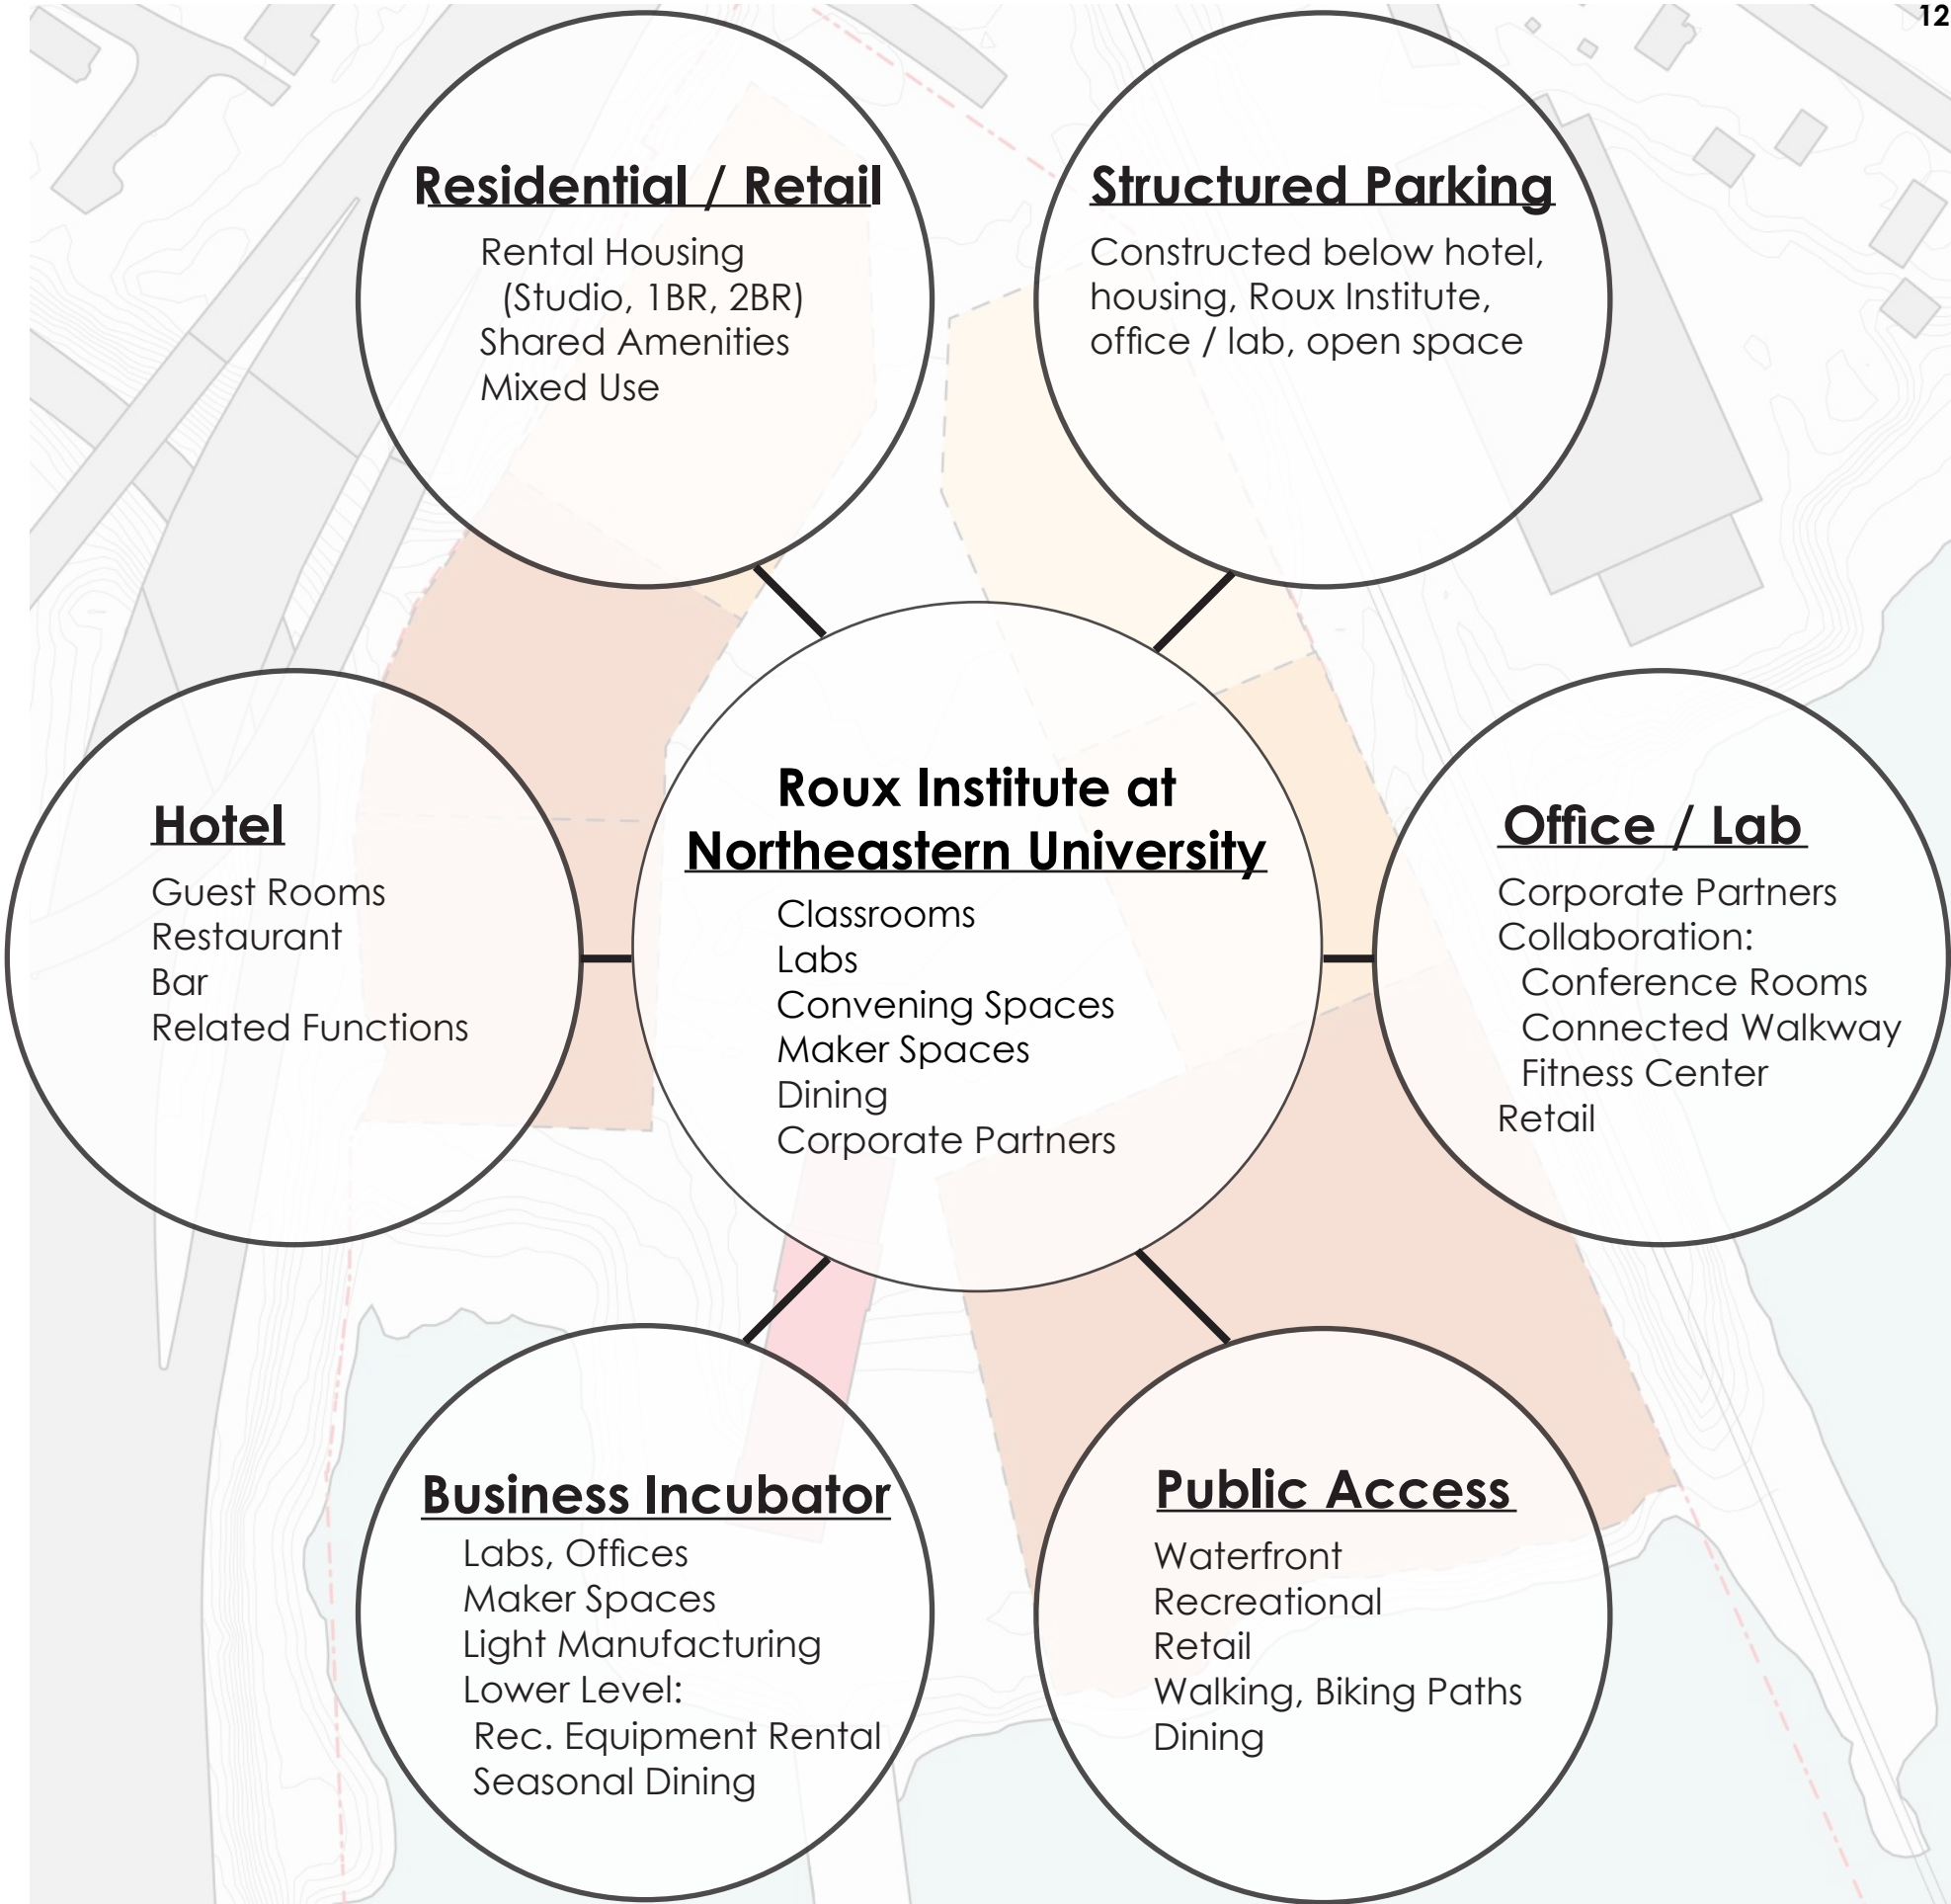 12
Residential / Retail
Rental Housing
(Studio, 1BR, 2BR)
Shared Amenities
Mixed Use
Structured Parking
Constructed below hotel,
housing, Roux Institute,
office / lab, open space
Hotel
Guest Rooms
Restaurant
Bar
Related Functions
Roux Institute at
Northeastern University
Classrooms
Labs
Convening Spaces
Maker Spaces
Dining
Corporate Partners
Office / Lab
Corporate Partners
Collaboration:
Conference Rooms
Connected Walkway
Fitness Center
Retail
Business Incubator
Labs, Offices
Maker Spaces
Light Manufacturing
Lower Level:
Rec. Equipment Rental
Seasonal Dining
Public Access
Waterfront
Recreational
Retail
Walking, Biking Paths
Dining